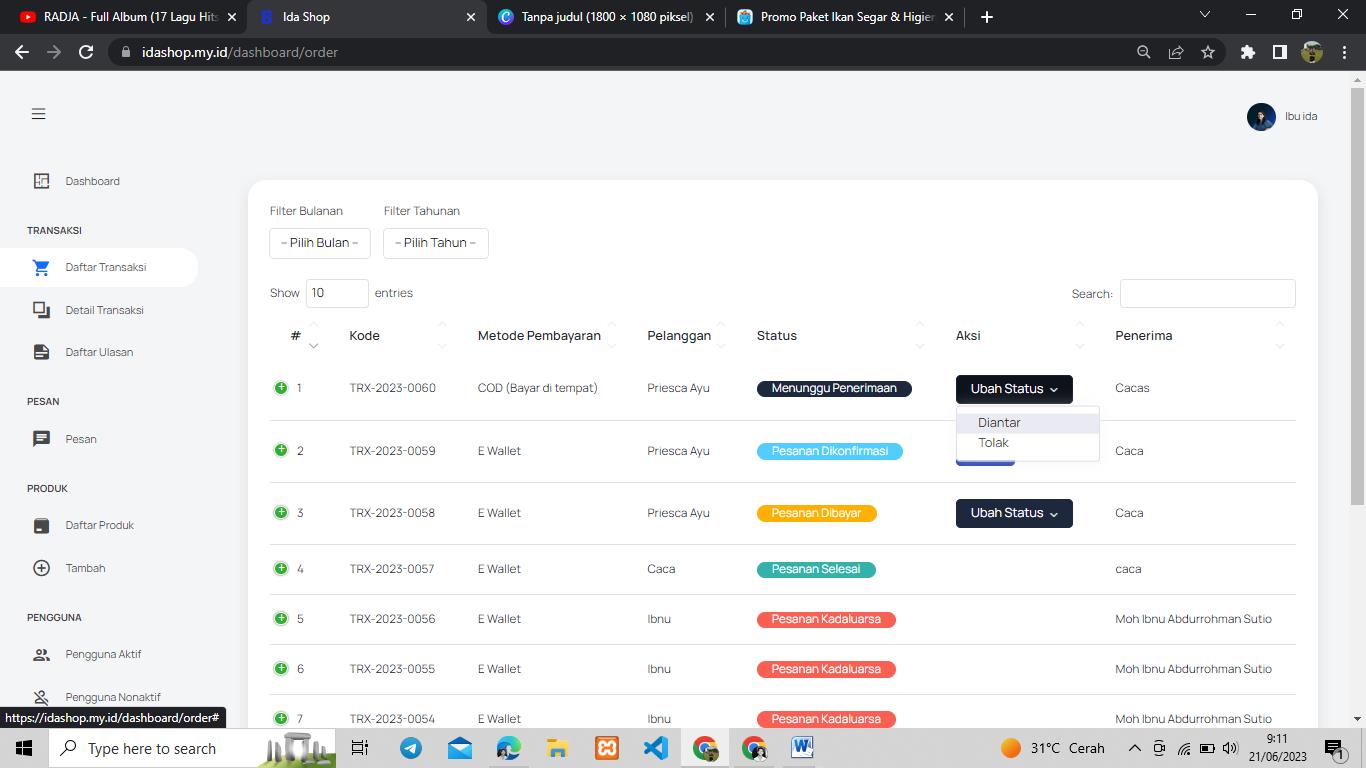 RADJA - Full Album (17 Lagu Hits
Ida Shop
Tanpa judul (1800 × 1080 piksel)
Promo Paket Ikan Segar & Higien
idashop.my.id/dashboard/order
Ibu ida
Dashboard
TRANSAKSI
Daftar Transaksi
Detail Transaksi
Daftar Ulasan
PESAN
Pesan
PRODUK
Daftar Produk
Tambah
PENGGUNA
Pengguna Aktif
Pengguna Nonaktif
Filter Bulanan Filter Tahunan
-- Pilih Bulan -- -- Pilih Tahun --
Show 10 entries Search:
# Kode Metode Pembayaran Pelanggan Status Aksi Penerima
1 TRX-2023-0060 COD (Bayar di tempat) Priesca Ayu Menunggu Penerimaan Ubah Status Cacas
Diantar
Tolak
2 TRX-2023-0059 E Wallet Priesca Ayu Pesanan Dikonfirmasi Caca
3 TRX-2023-0058 E Wallet Priesca Ayu Pesanan Dibayar Ubah Status Caca
4 TRX-2023-0057 E Wallet Caca Pesanan Selesai caca
5 TRX-2023-0056 E Wallet Ibnu Pesanan Kadaluarsa Moh Ibnu Abdurrohman Sutio
6 TRX-2023-0055 E Wallet Ibnu Pesanan Kadaluarsa Moh Ibnu Abdurrohman Sutio
7 TRX-2023-0054 E Wallet Ibnu Pesanan Kadaluarsa Moh Ibnu Abdurrohman Sutio
https://idashop.my.id/dashboard/order#
Type here to search
31°C Cerah
9:11
21/06/2023
1